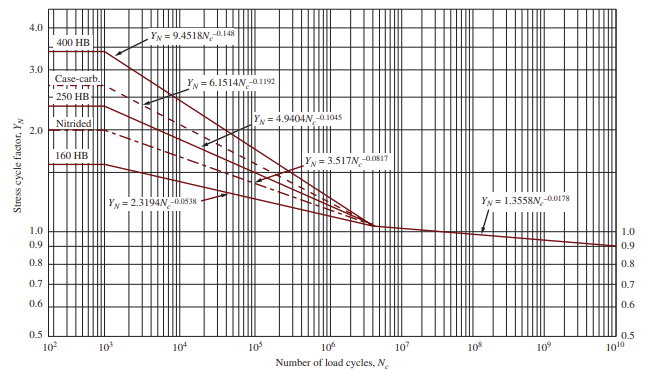 4.0
Y_N = 9.4518N_c^-0.148
400 HB
3.0
Case-carb.
Y_N = 6.1514N_c^-0.1192
250 HB
Y_N = 4.9404N_c^-0.1045
Nitrided
2.0
160 HB
Y_N = 3.517N_c^-0.0817
Y_N = 2.3194N_c^-0.0538
Y_N = 1.3558N_c^-0.0178
Stress cycle factor, Y_N
1.0 1.0
0.9 0.9
0.8 0.8
0.7 0.7
0.6 0.6
0.5 0.5
10^2 10^3 10^4 10^5 10^6 10^7 10^8 10^9 10^10
Number of load cycles, N_c